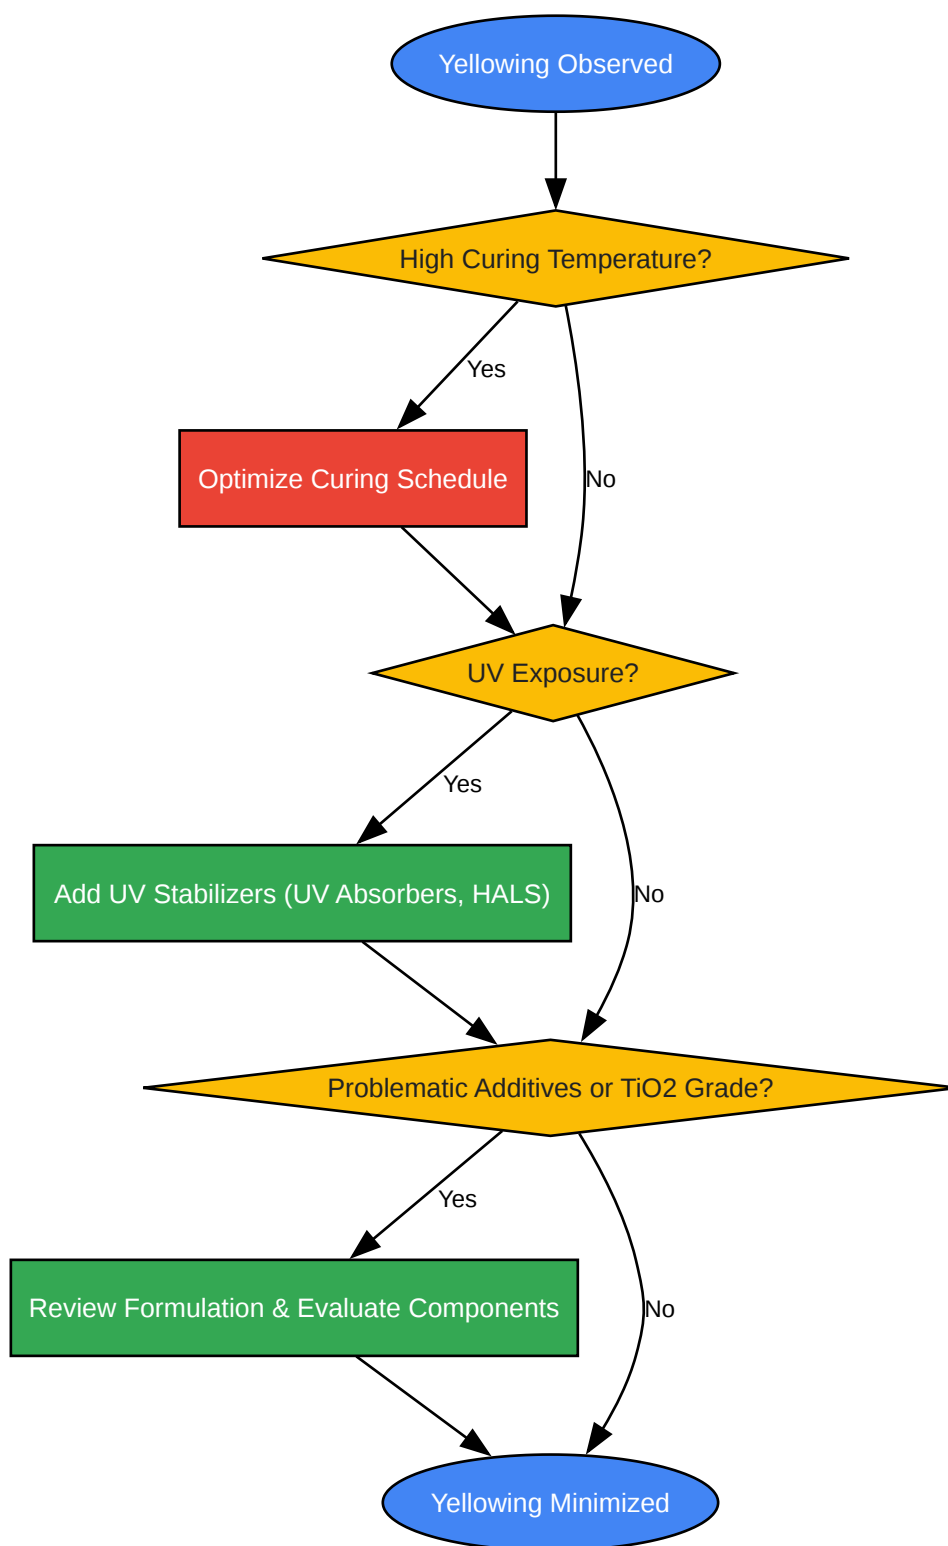 Yellowing Observed
High Curing Temperature?
Yes
Optimize Curing Schedule
No
UV Exposure?
Yes
Add UV Stabilizers (UV Absorbers, HALS)
No
Problematic Additives or TiO2 Grade?
Yes
Review Formulation & Evaluate Components
No
Yellowing Minimized